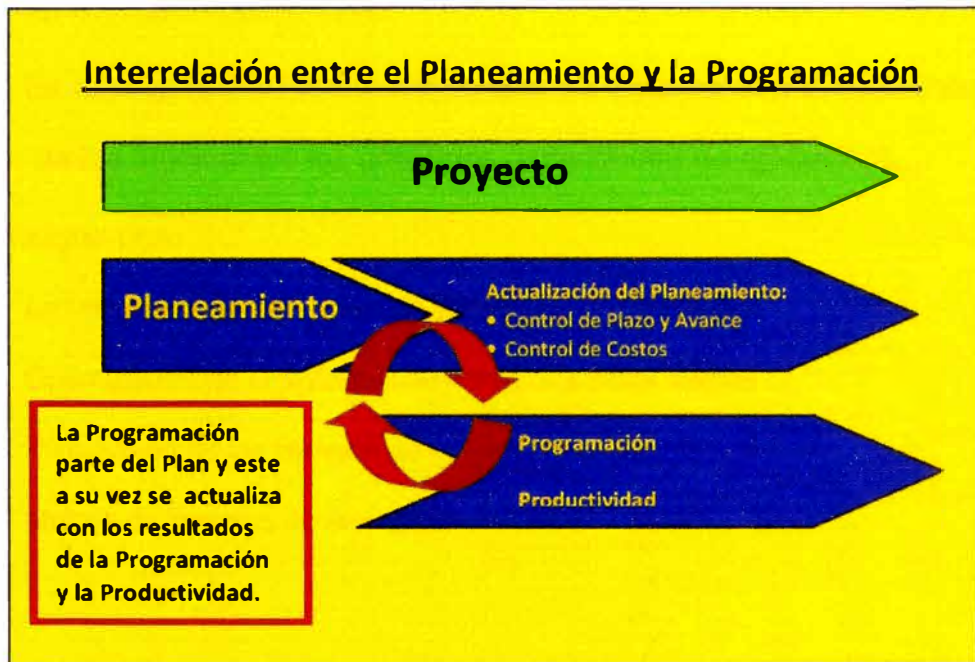 Interrelación entre el Planeamiento y la Programación
Proyecto
Planeamiento
Actualización del Planeamiento:
• Control de Plazo y Avance
• Control de Costos
La Programación
parte del Plan y este
a su vez se actualiza
con los resultados
de la Programación
y la Productividad.
Programación
Productividad